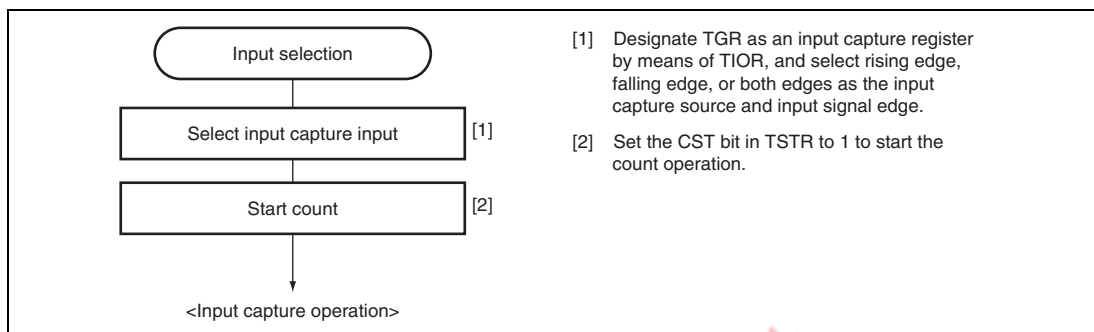 Input selection
Select input capture input
[1]
Start count
[2]
<Input capture operation>
[1] Designate TGR as an input capture register
by means of TIOR, and select rising edge,
falling edge, or both edges as the input
capture source and input signal edge.
[2] Set the CST bit in TSTR to 1 to start the
count operation.